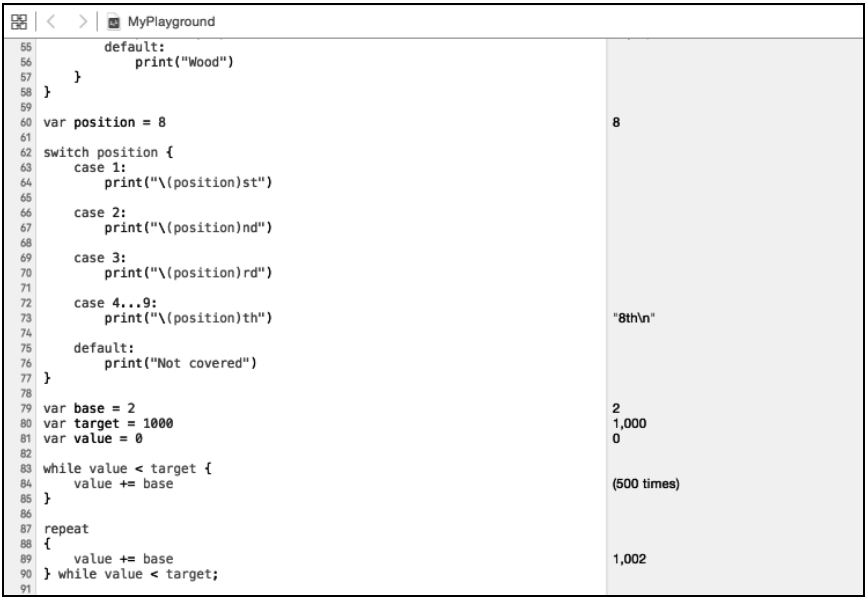 MyPlayground
55 default:
56 print("Wood")
57 }
58 }
59
60 var position = 8 8
61
62 switch position {
63 case 1:
64 print("\(position)st")
65
66 case 2:
67 print("\(position)nd")
68
69 case 3:
70 print("\(position)rd")
71
72 case 4...9:
73 print("\(position)th") "8th\n"
74
75 default:
76 print("Not covered")
77 }
78
79 var base = 2 2
80 var target = 1000 1,000
81 var value = 0 0
82
83 while value < target {
84 value += base (500 times)
85 }
86
87 repeat
88 {
89 value += base 1,002
90 } while value < target;
91